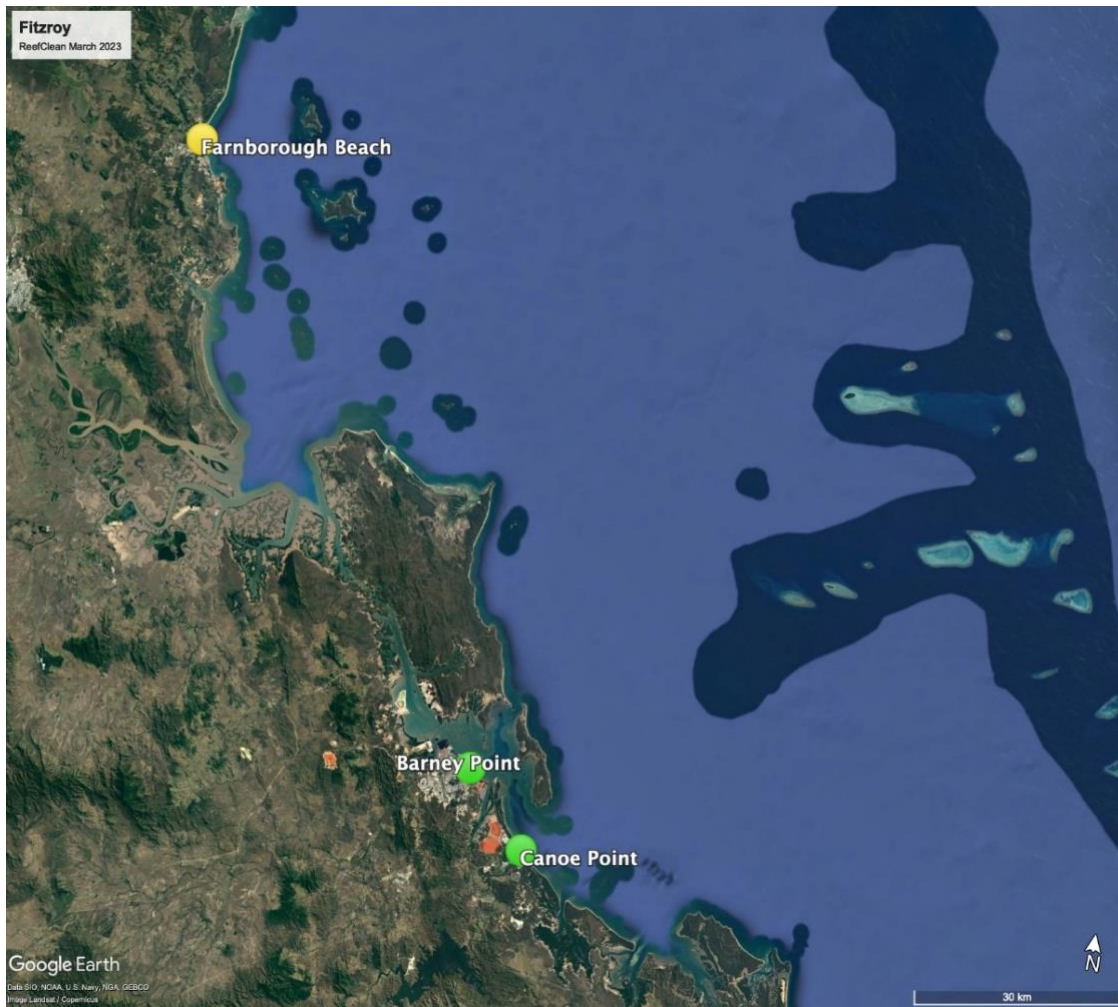 Fitzroy
ReefClean March 2023
Farnborough Beach
Barney Point
Canoe Point
Google Earth
Data SIO, NOAA, U.S. Navy, NGA, GEBCO
Image Landsat / Copernicus
N
30 km